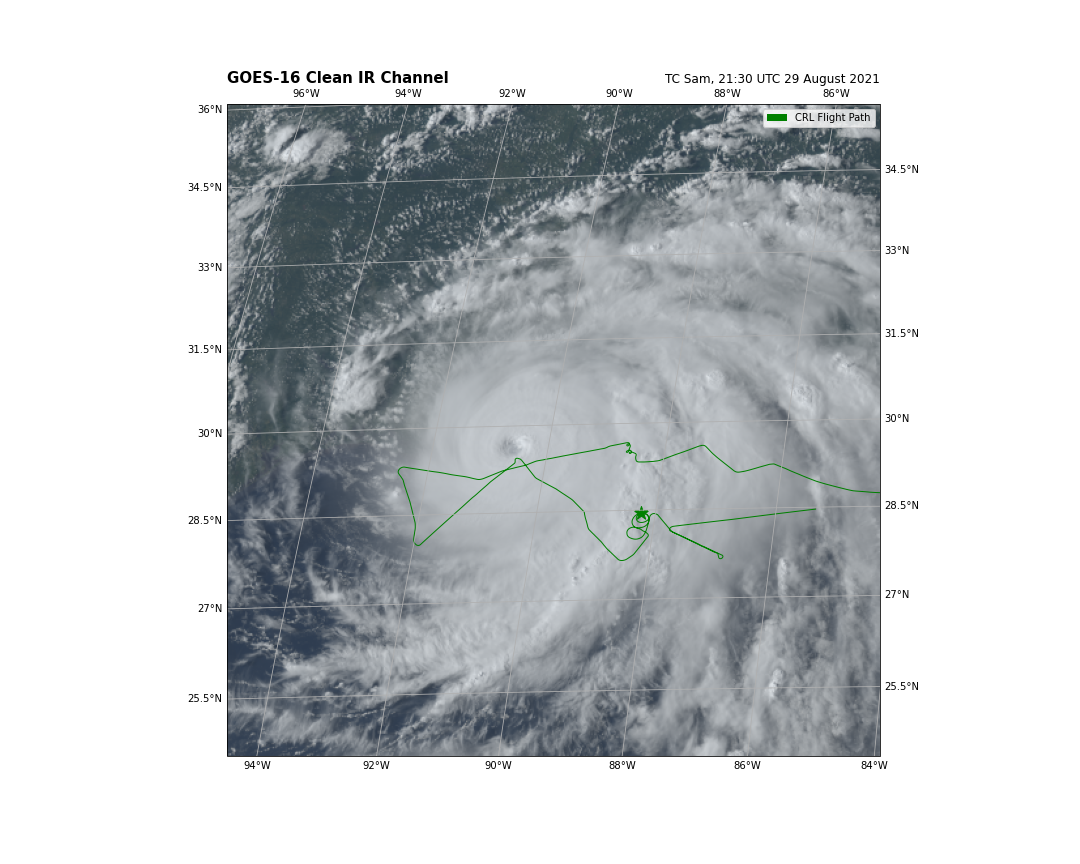 GOES-16 Clean IR Channel
TC Sam, 21:30 UTC 29 August 2021
96°W 94°W 92°W 90°W 88°W 86°W
CRL Flight Path
36°N
34.5°N 34.5°N
33°N 33°N
31.5°N 31.5°N
30°N 30°N
28.5°N 28.5°N
27°N 27°N
25.5°N 25.5°N
94°W 92°W 90°W 88°W 86°W 84°W